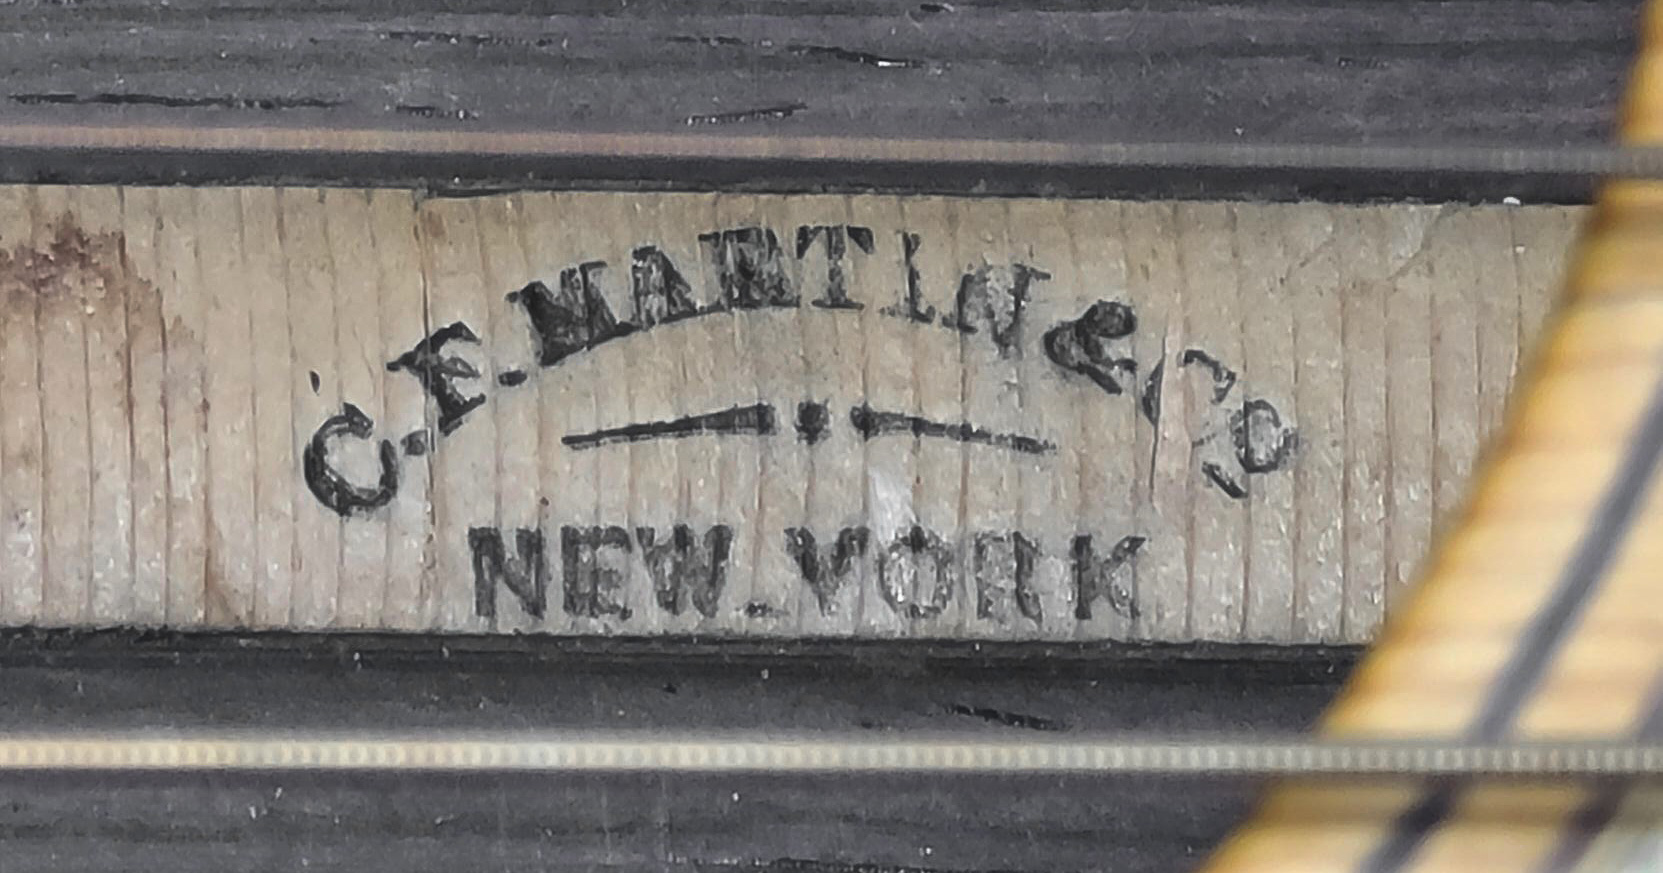 C.F. MARTIN & CO.
NEW YORK